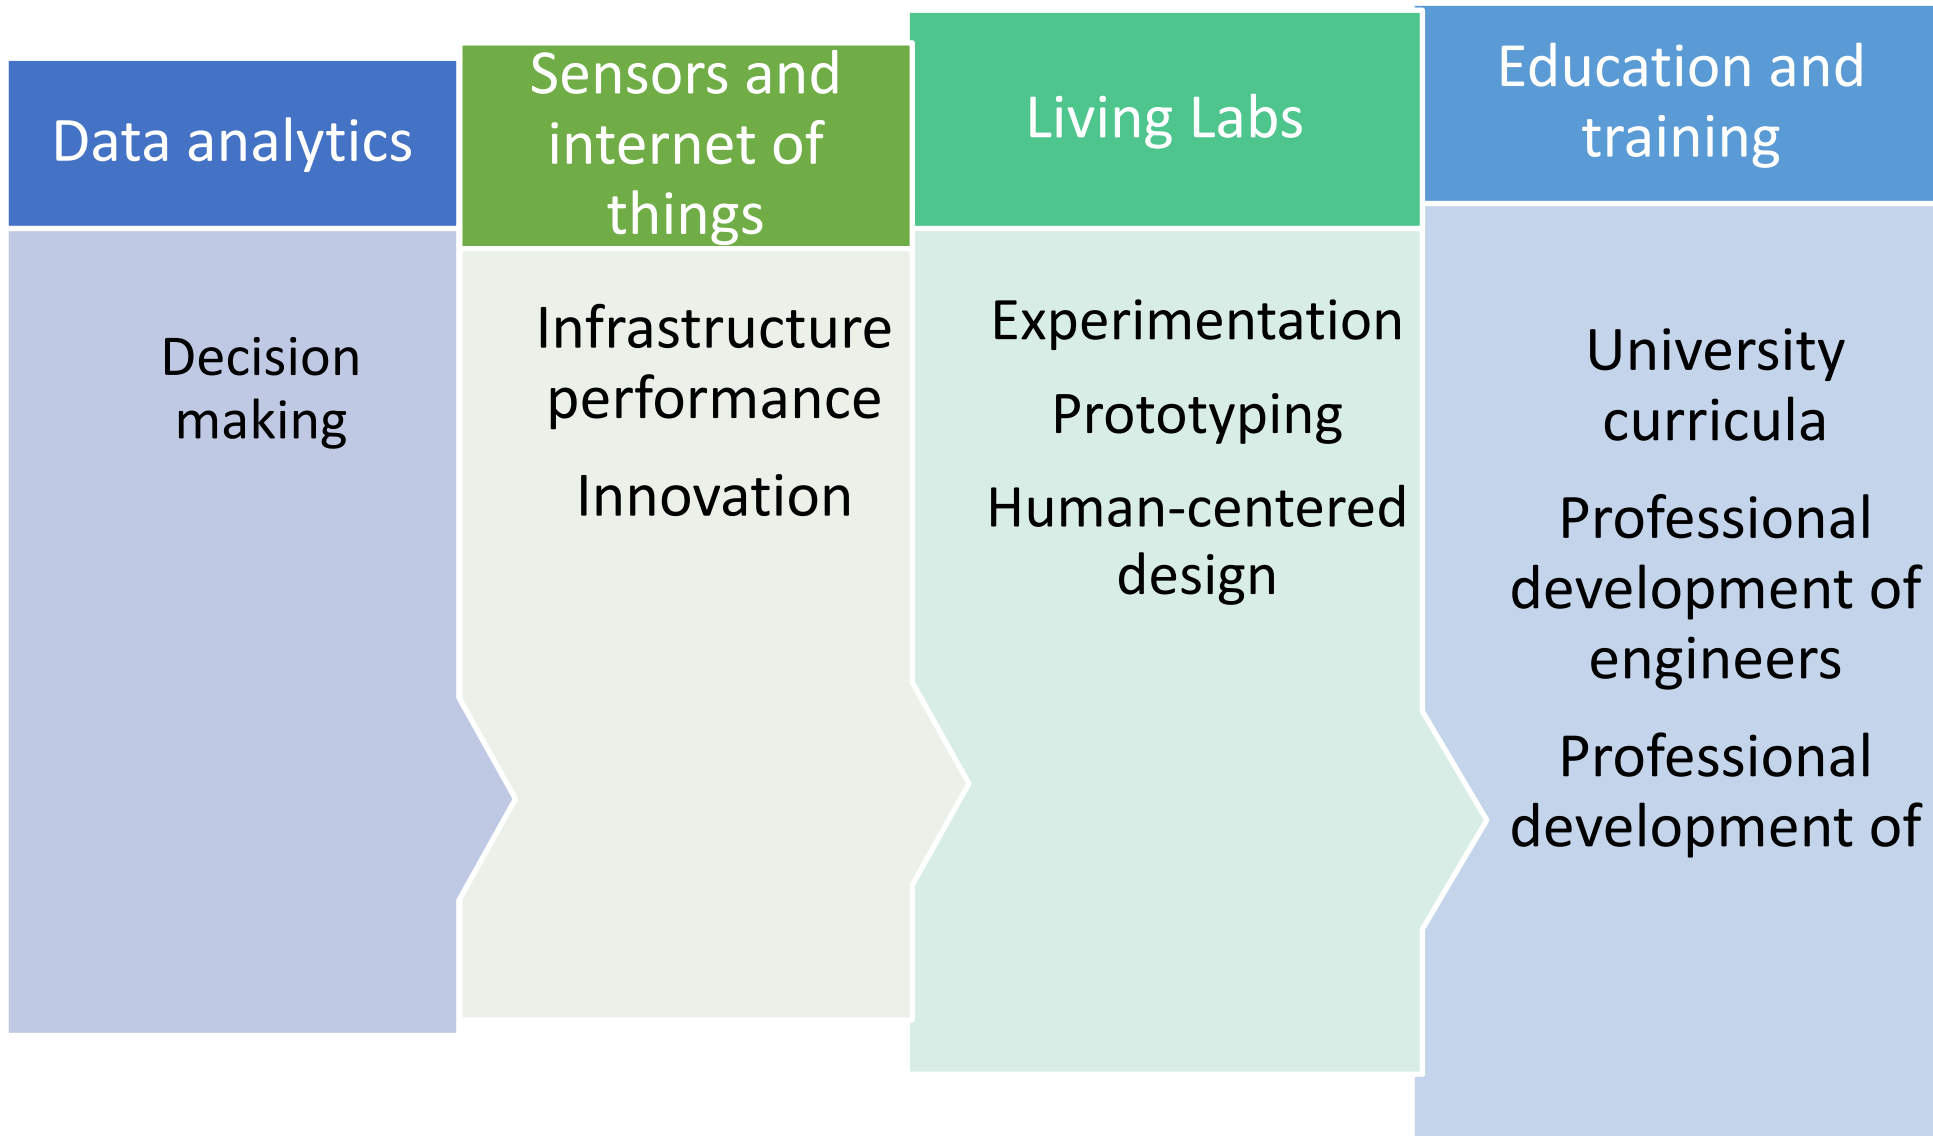 Data analytics
Decision
making
Sensors and
internet of
things
Infrastructure
performance
Innovation
Living Labs
Experimentation
Prototyping
Human-centered
design
Education and
training
University
curricula
Professional
development of
engineers
Professional
development of